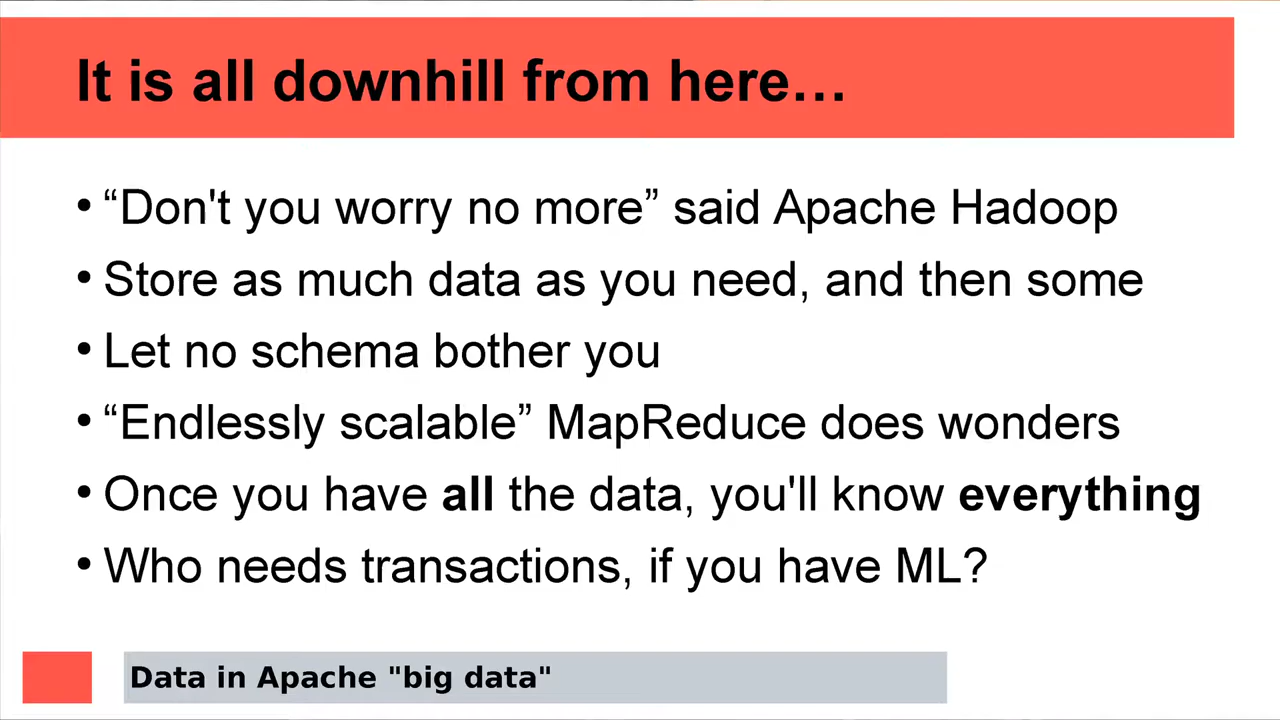 It is all downhill from here…
• “Don't you worry no more” said Apache Hadoop
• Store as much data as you need, and then some
• Let no schema bother you
• “Endlessly scalable” MapReduce does wonders
• Once you have all the data, you'll know everything
• Who needs transactions, if you have ML?
Data in Apache "big data"